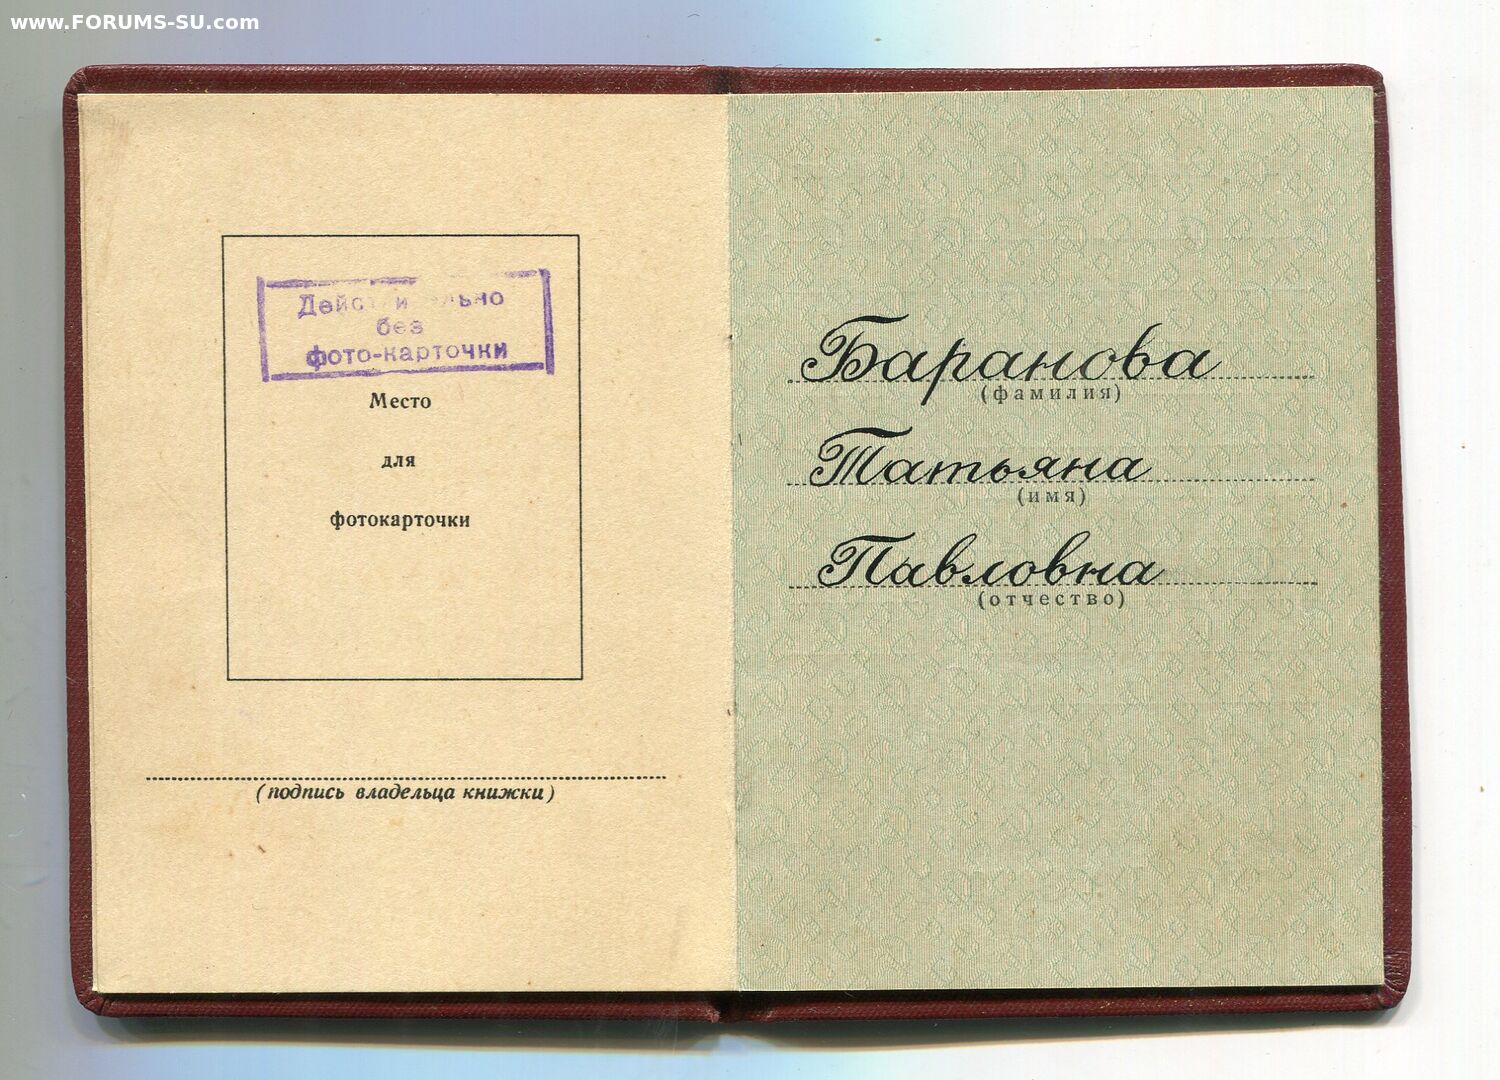 www.FORUMS-SU.com
без
фото-карточки
Место
для
фотокарточки
(подпись владельца книжки)
Баранова
(фамилия)
Татьяна
(имя)
Павловна
(отчество)